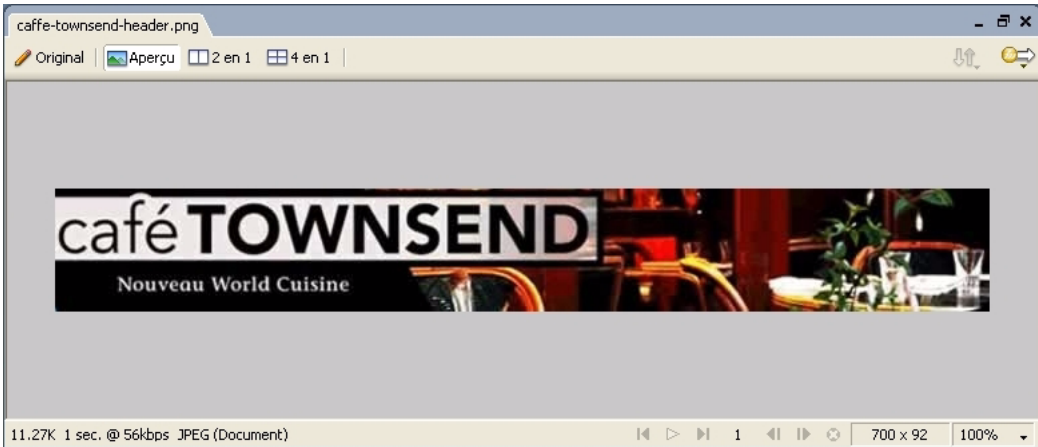 caffe-townsend-header.png
Original Aperçu 2 en 1 4 en 1
café TOWNSEND
Nouveau World Cuisine
11.27K 1 sec. @ 56kbps JPEG (Document) 1 700 x 92 100%